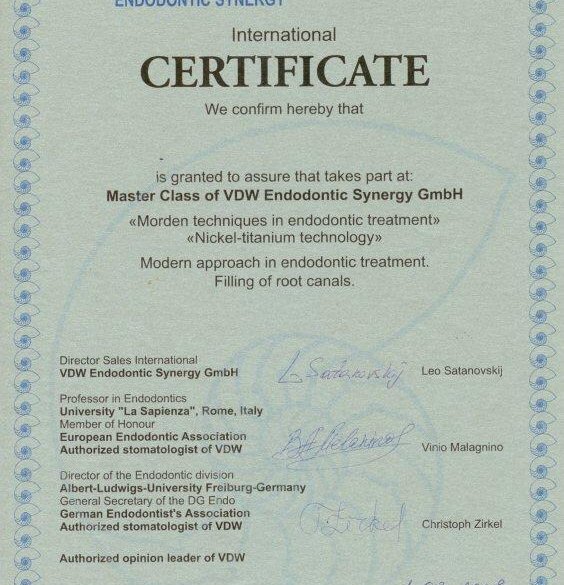 ENDODONTIC SYNERGY
International
CERTIFICATE
We confirm hereby that
is granted to assure that takes part at:
Master Class of VDW Endodontic Synergy GmbH
«Morden techniques in endodontic treatment»
«Nickel-titanium technology»
Modern approach in endodontic treatment.
Filling of root canals.
Director Sales International
VDW Endodontic Synergy GmbH
L Satanovskij Leo Satanovskij
Professor in Endodontics
University "La Sapienza", Rome, Italy
Member of Honour
European Endodontic Association
Authorized stomatologist of VDW
Vinio Malagnino
Director of the Endodontic division
Albert-Ludwigs-University Freiburg-Germany
General Secretary of the DG Endo
German Endodontist's Association
Authorized stomatologist of VDW
C. Zirkel Christoph Zirkel
Authorized opinion leader of VDW